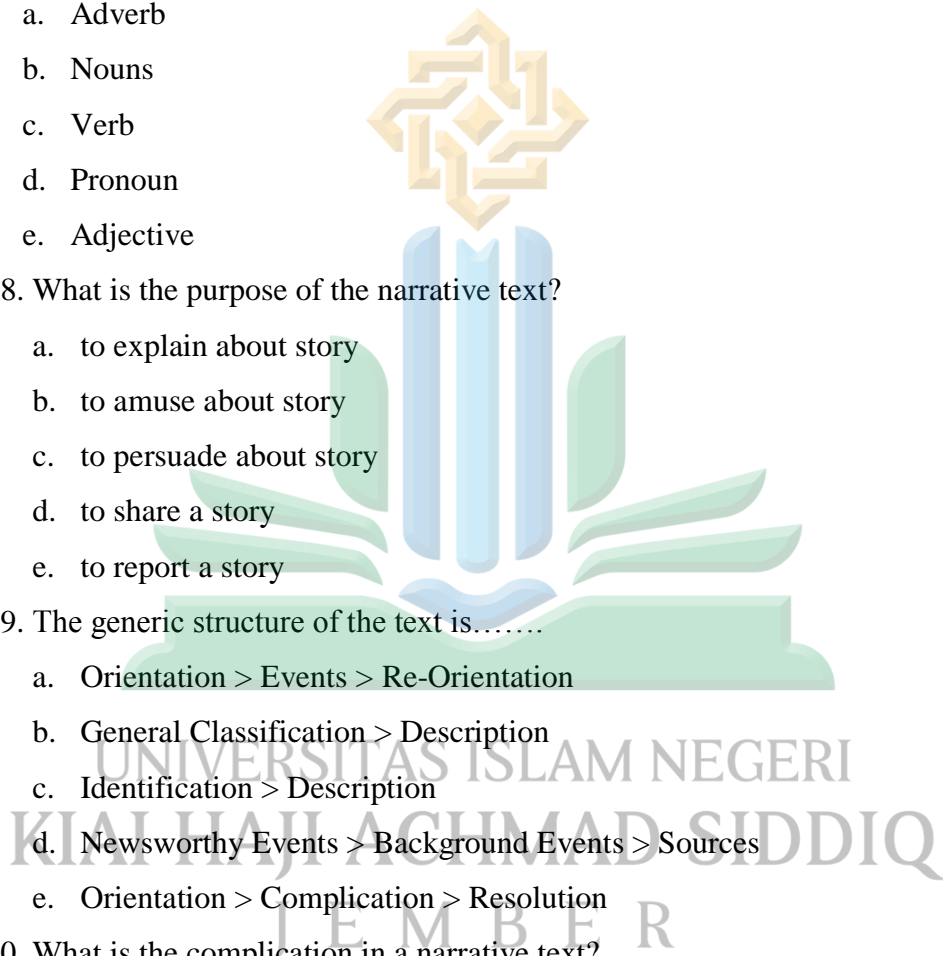 a. Adverb
b. Nouns
c. Verb
d. Pronoun
e. Adjective
8. What is the purpose of the narrative text?
a. to explain about story
b. to amuse about story
c. to persuade about story
d. to share a story
e. to report a story
9. The generic structure of the text is…….
a. Orientation > Events > Re-Orientation
b. General Classification > Description
UNIVERSITAS ISLAM NEGERI
c. Identification > Description
KIAI HAJI ACHMAD SIDDIQ
d. Newsworthy Events > Background Events > Sources
e. Orientation > Complication > Resolution
JEMBER
0. What is the complication in a narrative text?